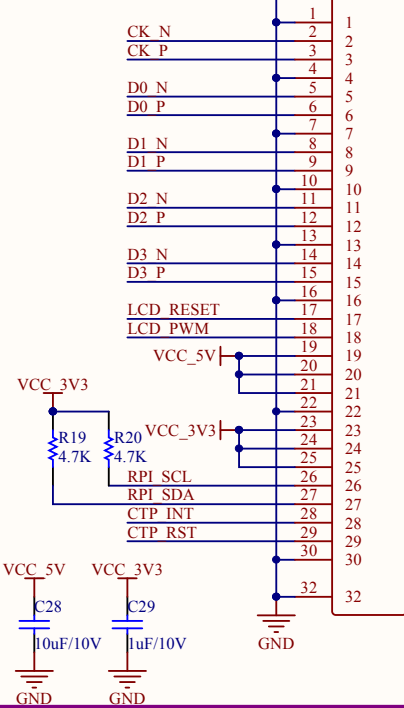 1 1
CK_N 2 2
CK_P 3 3
4 4
D0_N 5 5
D0_P 6 6
7 7
D1_N 8 8
D1_P 9 9
10 10
D2_N 11 11
D2_P 12 12
13 13
D3_N 14 14
D3_P 15 15
16 16
LCD_RESET 17 17
LCD_PWM 18 18
VCC_5V 19 19
20 20
VCC_3V3 21 21
22 22
R19 R20 VCC_3V3 23 23
4.7K 4.7K 24 24
25 25
RPI_SCL 26 26
RPI_SDA 27 27
CTP_INT 28 28
CTP_RST 29 29
30 30
VCC_5V VCC_3V3
32 32
C28 C29
10uF/10V 1uF/10V GND
GND GND